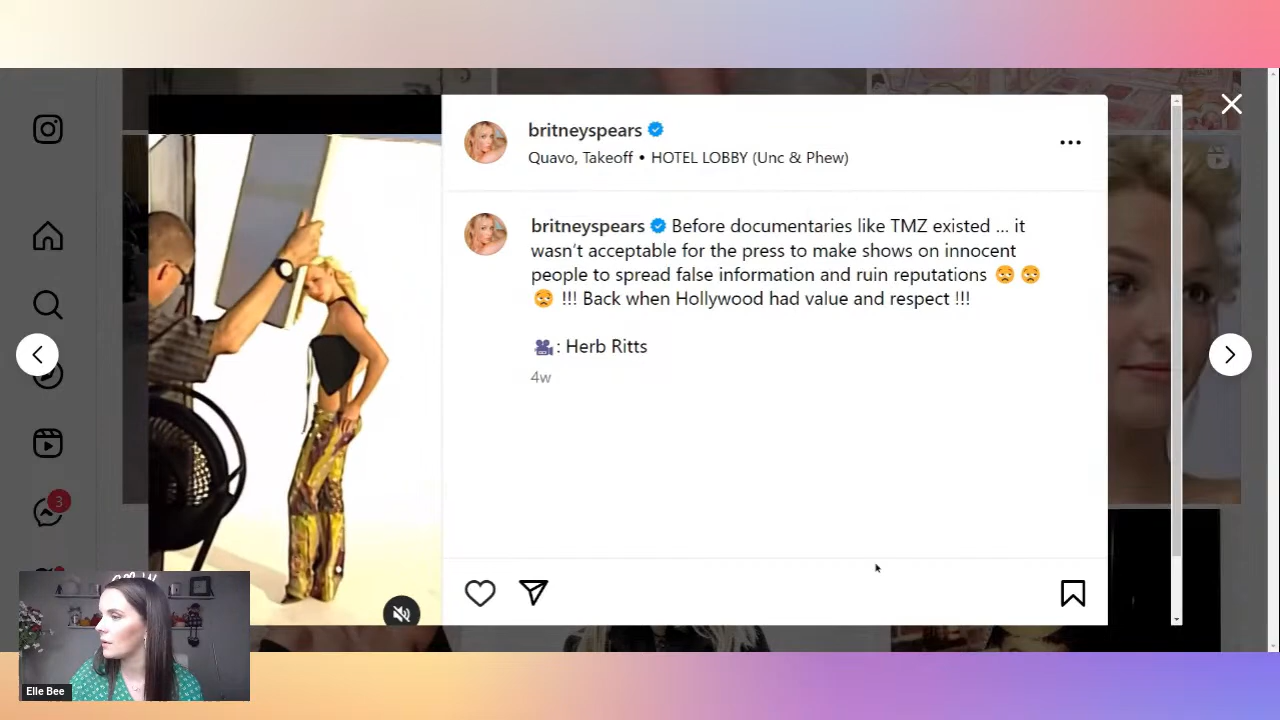 britneyspears
Quavo, Takeoff • HOTEL LOBBY (Unc & Phew)
britneyspears Before documentaries like TMZ existed ... it
wasn't acceptable for the press to make shows on innocent
people to spread false information and ruin reputations 😒 😒
😒 !!! Back when Hollywood had value and respect !!!
🎥: Herb Ritts
4w
3
Elle Bee